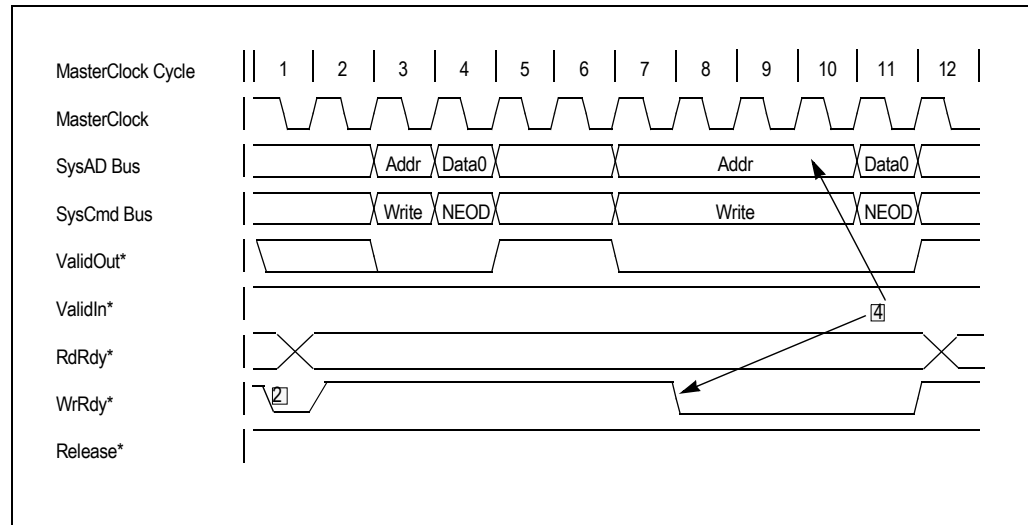 MasterClock Cycle 1 2 3 4 5 6 7 8 9 10 11 12
MasterClock
SysAD Bus Addr Data0 Addr Data0
SysCmd Bus Write NEOD Write NEOD
ValidOut*
ValidIn*
4
RdRdy*
WrRdy* 2
Release*